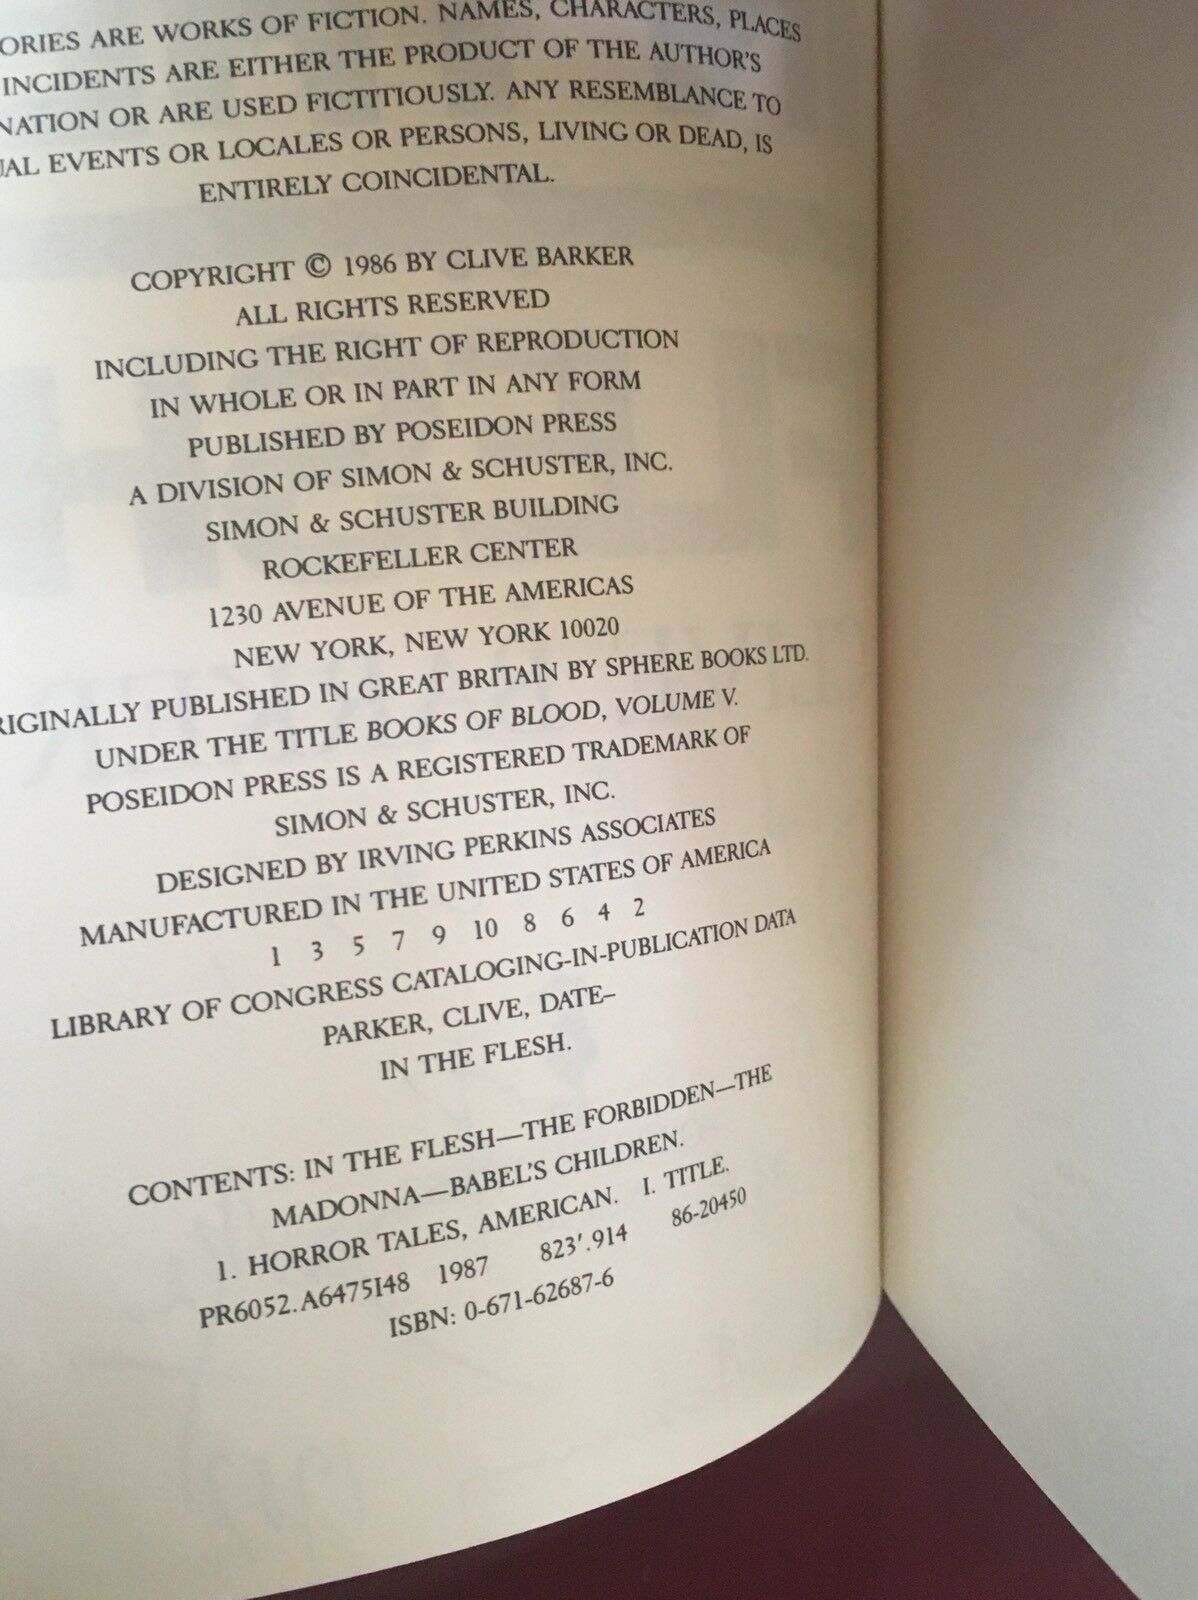 ORIES ARE WORKS OF FICTION. NAMES, CHARACTERS, PLACES
INCIDENTS ARE EITHER THE PRODUCT OF THE AUTHOR'S
NATION OR ARE USED FICTITIOUSLY. ANY RESEMBLANCE TO
UAL EVENTS OR LOCALES OR PERSONS, LIVING OR DEAD, IS
ENTIRELY COINCIDENTAL.
COPYRIGHT © 1986 BY CLIVE BARKER
ALL RIGHTS RESERVED
INCLUDING THE RIGHT OF REPRODUCTION
IN WHOLE OR IN PART IN ANY FORM
PUBLISHED BY POSEIDON PRESS
A DIVISION OF SIMON & SCHUSTER, INC.
SIMON & SCHUSTER BUILDING
ROCKEFELLER CENTER
1230 AVENUE OF THE AMERICAS
NEW YORK, NEW YORK 10020
RIGINALLY PUBLISHED IN GREAT BRITAIN BY SPHERE BOOKS LTD.
UNDER THE TITLE BOOKS OF BLOOD, VOLUME V.
POSEIDON PRESS IS A REGISTERED TRADEMARK OF
SIMON & SCHUSTER, INC.
DESIGNED BY IRVING PERKINS ASSOCIATES
MANUFACTURED IN THE UNITED STATES OF AMERICA
1 3 5 7 9 10 8 6 4 2
LIBRARY OF CONGRESS CATALOGING-IN-PUBLICATION DATA
PARKER, CLIVE, DATE–
IN THE FLESH.
CONTENTS: IN THE FLESH—THE FORBIDDEN—THE
MADONNA—BABEL'S CHILDREN.
1. HORROR TALES, AMERICAN. I. TITLE.
PR6052.A6475I48 1987 823'.914 86-20450
ISBN: 0-671-62687-6